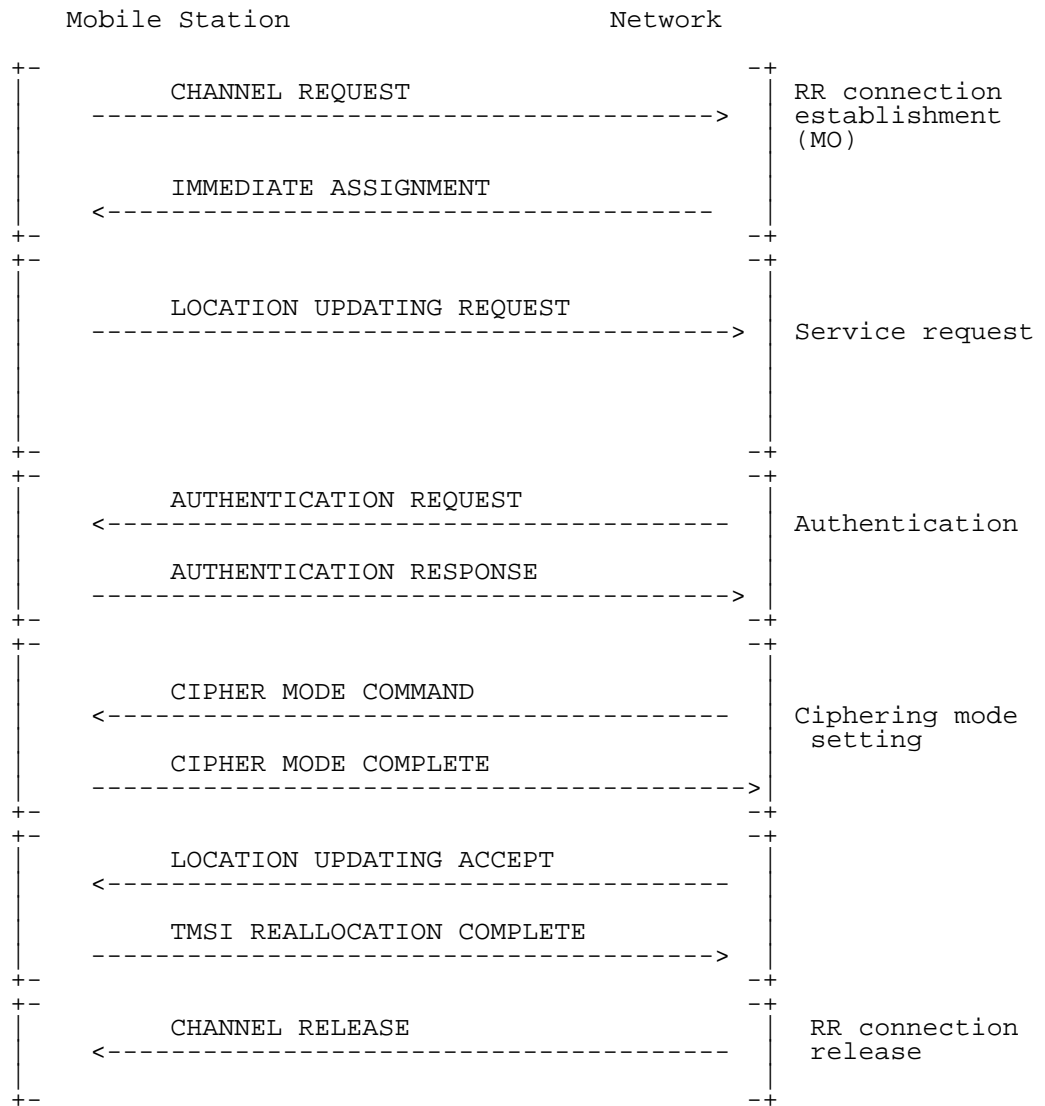 Mobile Station Network
CHANNEL REQUEST
RR connection
establishment
(MO)
IMMEDIATE ASSIGNMENT
LOCATION UPDATING REQUEST
Service request
AUTHENTICATION REQUEST
Authentication
AUTHENTICATION RESPONSE
CIPHER MODE COMMAND
Ciphering mode
setting
CIPHER MODE COMPLETE
LOCATION UPDATING ACCEPT
TMSI REALLOCATION COMPLETE
CHANNEL RELEASE
RR connection
release